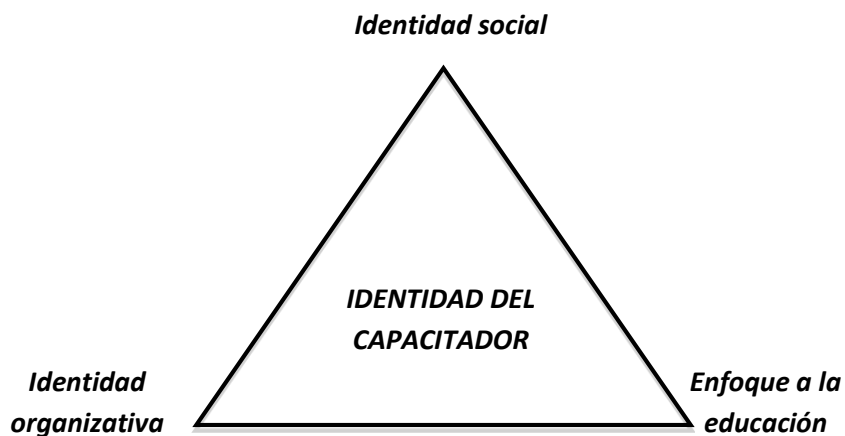 Identidad social
IDENTIDAD DEL
CAPACITADOR
Identidad
organizativa
Enfoque a la
educación